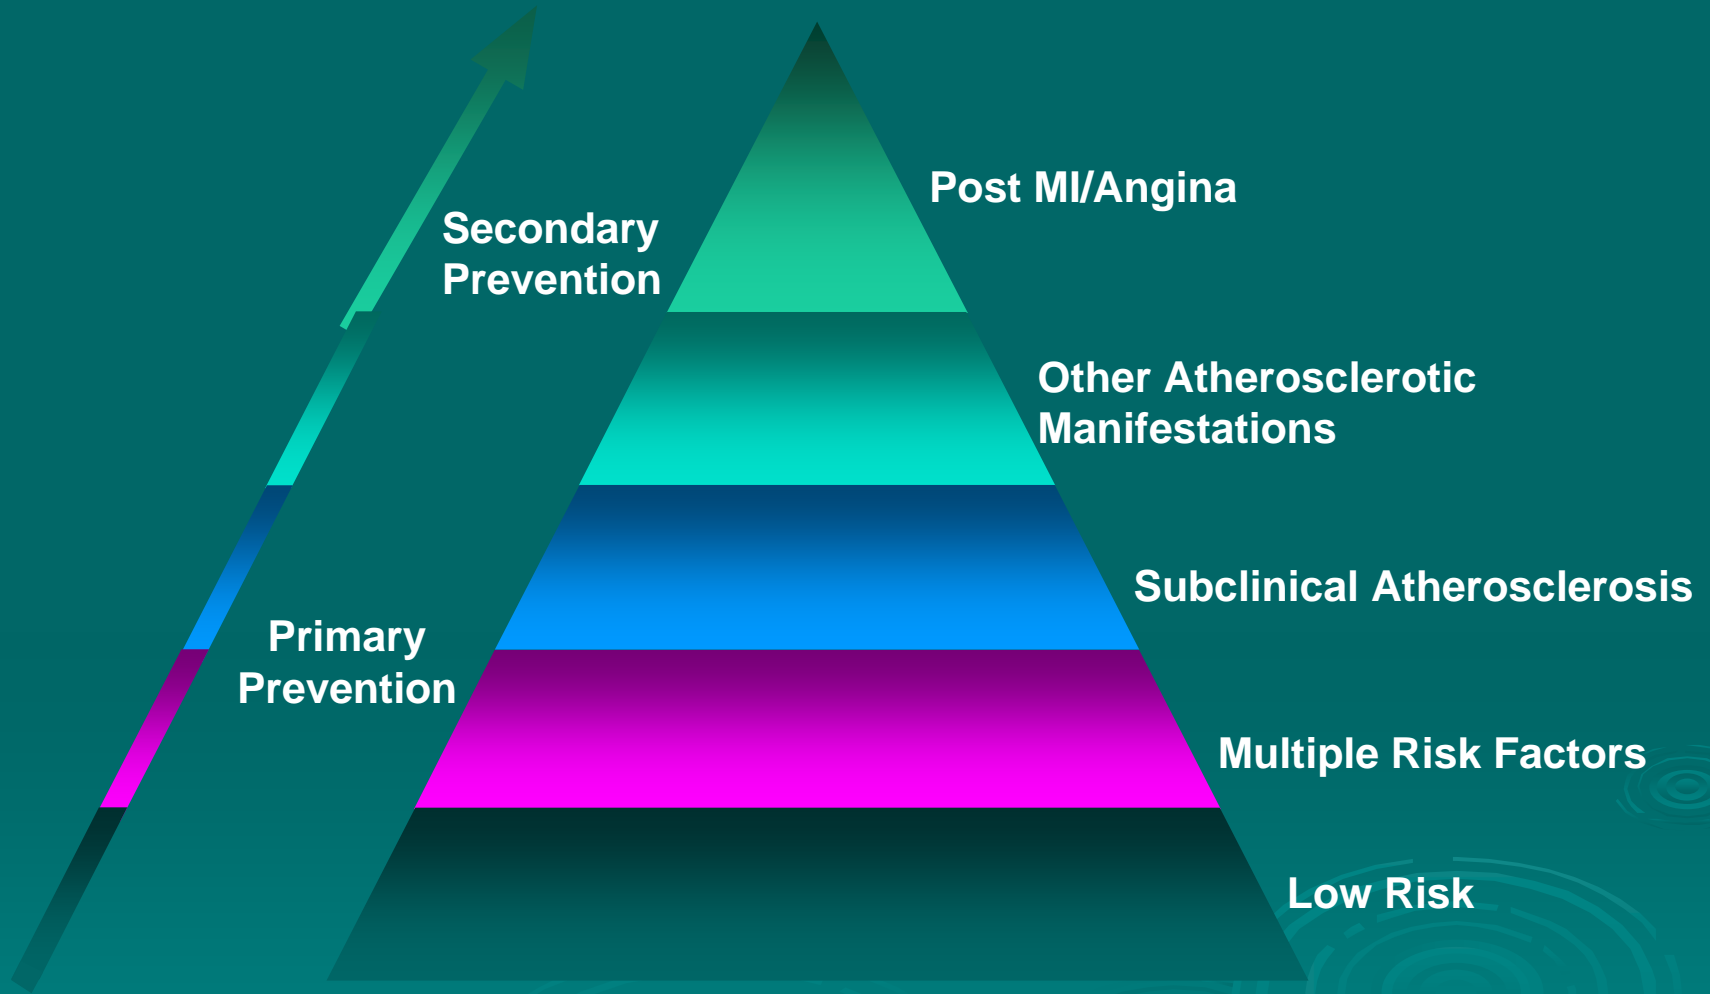 Post MI/Angina
Secondary
Prevention
Other Atherosclerotic
Manifestations
Subclinical Atherosclerosis
Primary
Prevention
Multiple Risk Factors
Low Risk